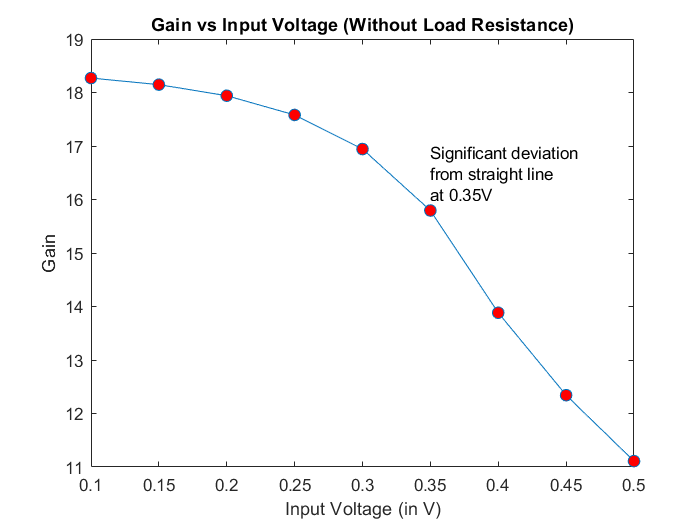 Gain vs Input Voltage (Without Load Resistance)
19
18
17
16
15
14
13
12
11
Gain
Significant deviation
from straight line
at 0.35V
0.1 0.15 0.2 0.25 0.3 0.35 0.4 0.45 0.5
Input Voltage (in V)